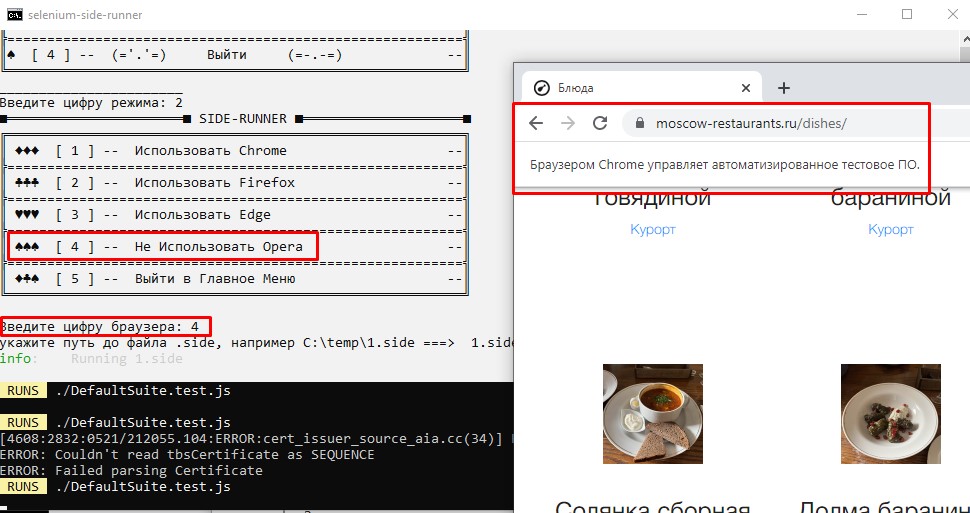 selenium-side-runner
♠ [ 4 ] -- (='.'=) Выйти (=-.-=) --
Введите цифру режима: 2
SIDE-RUNNER
♦♦♦ [ 1 ] -- Использовать Chrome --
♣♣♣ [ 2 ] -- Использовать Firefox --
♥♥♥ [ 3 ] -- Использовать Edge --
♠♠♠ [ 4 ] -- Не Использовать Opera --
♦♣♠ [ 5 ] -- Выйти в Главное Меню --
Введите цифру браузера: 4
укажите путь до файла .side, например C:\temp\1.side ===> 1.side
info: Running 1.side
RUNS ./DefaultSuite.test.js
RUNS ./DefaultSuite.test.js
[4608:2832:0521/212055.104:ERROR:cert_issuer_source_aia.cc(34)]
ERROR: Couldn't read tbsCertificate as SEQUENCE
ERROR: Failed parsing Certificate
RUNS ./DefaultSuite.test.js
Блюда
moscow-restaurants.ru/dishes/
Браузером Chrome управляет автоматизированное тестовое ПО.
говядиной
бараниной
Курорт
Курорт
Солянка сборная
Долма